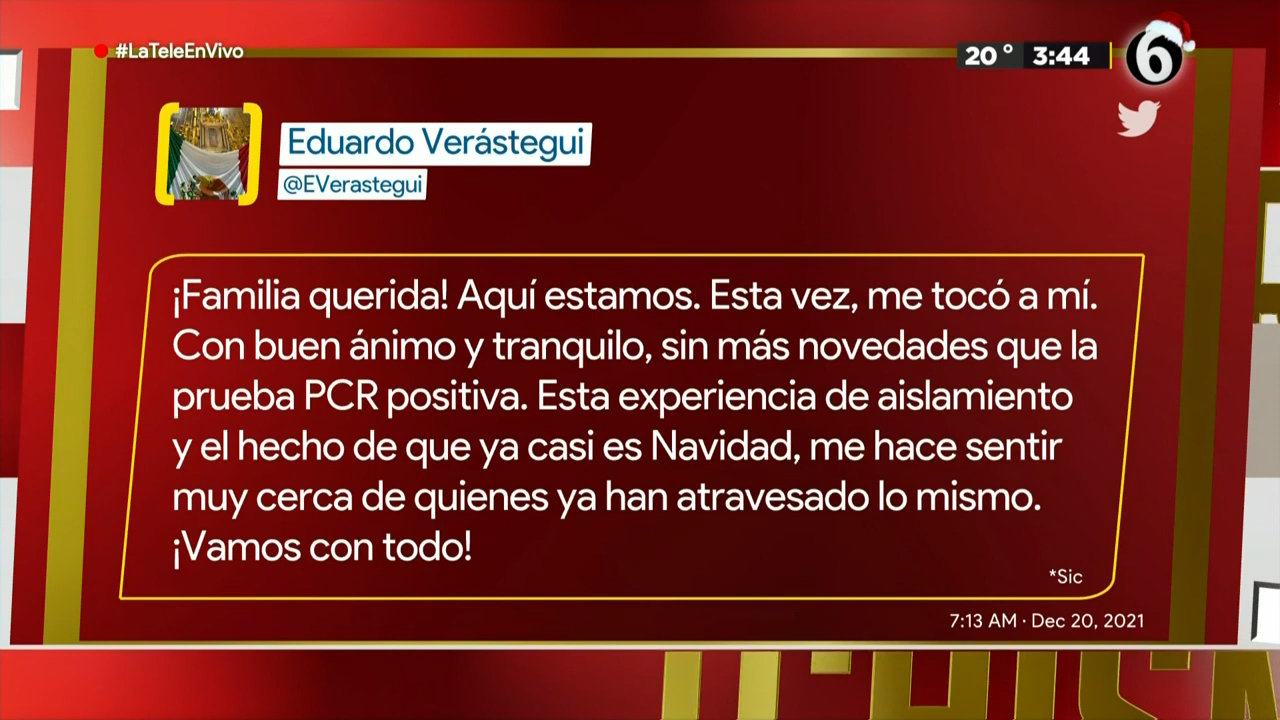 #LaTeleEnVivo
20° 3:44
6
Eduardo Verástegui
@EVerastegui
¡Familia querida! Aquí estamos. Esta vez, me tocó a mí.
Con buen ánimo y tranquilo, sin más novedades que la
prueba PCR positiva. Esta experiencia de aislamiento
y el hecho de que ya casi es Navidad, me hace sentir
muy cerca de quienes ya han atravesado lo mismo.
¡Vamos con todo!
*Sic
7:13 AM · Dec 20, 2021